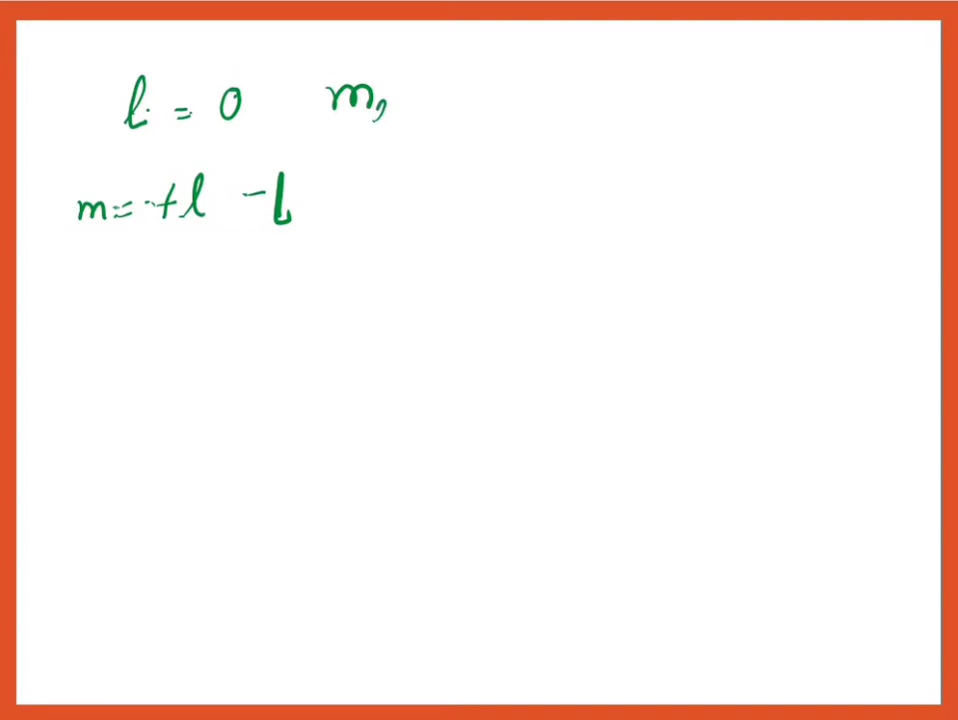 l = 0 m,
m = +l -l